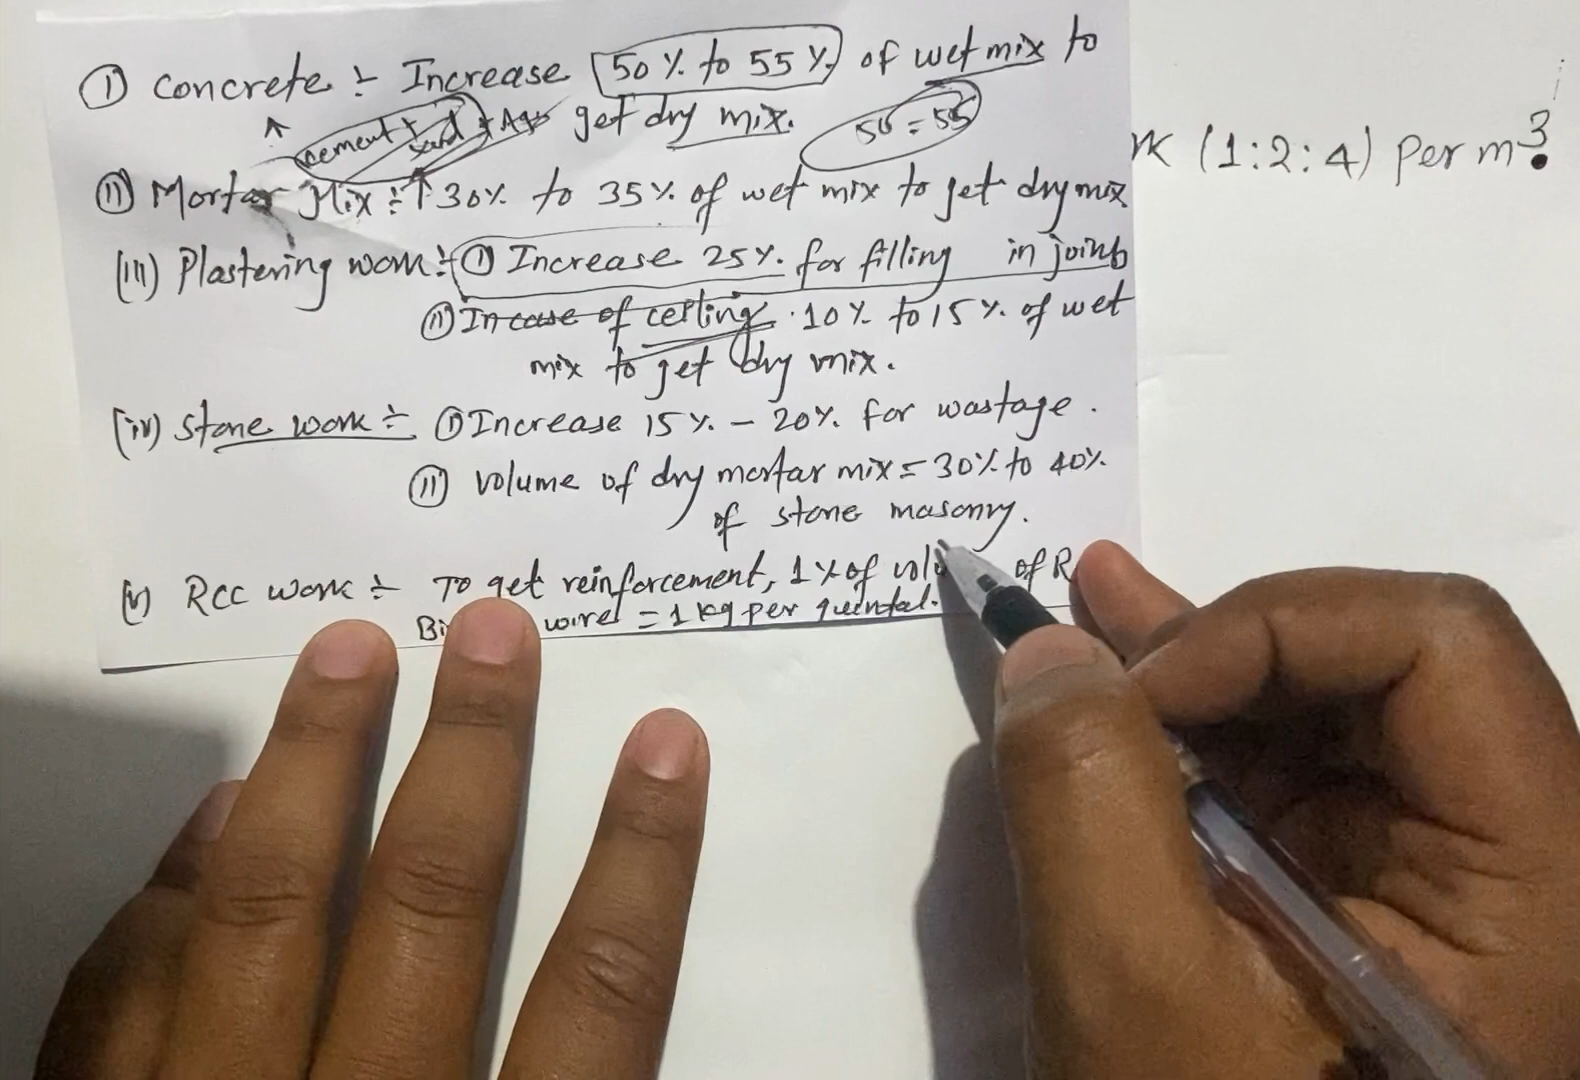 (I) Concrete :- Increase 50% to 55% of wet mix to
cement + sand + Agr get dry mix. 50 = 55
(II) Mortar Mix :- ↑ 30% to 35% of wet mix to get dry mix
(III) Plastering work :- (I) Increase 25% for filling in joints
(II) In case of ceiling 10% to 15% of wet
mix to get dry mix.
(iv) Stone work :- (I) Increase 15% - 20% for wastage.
(II) volume of dry mortar mix = 30% to 40%
of stone masonry.
(v) RCC work :- To get reinforcement, 1% of of R
wire = 1 kg per quintal.
(1:2:4) per m³